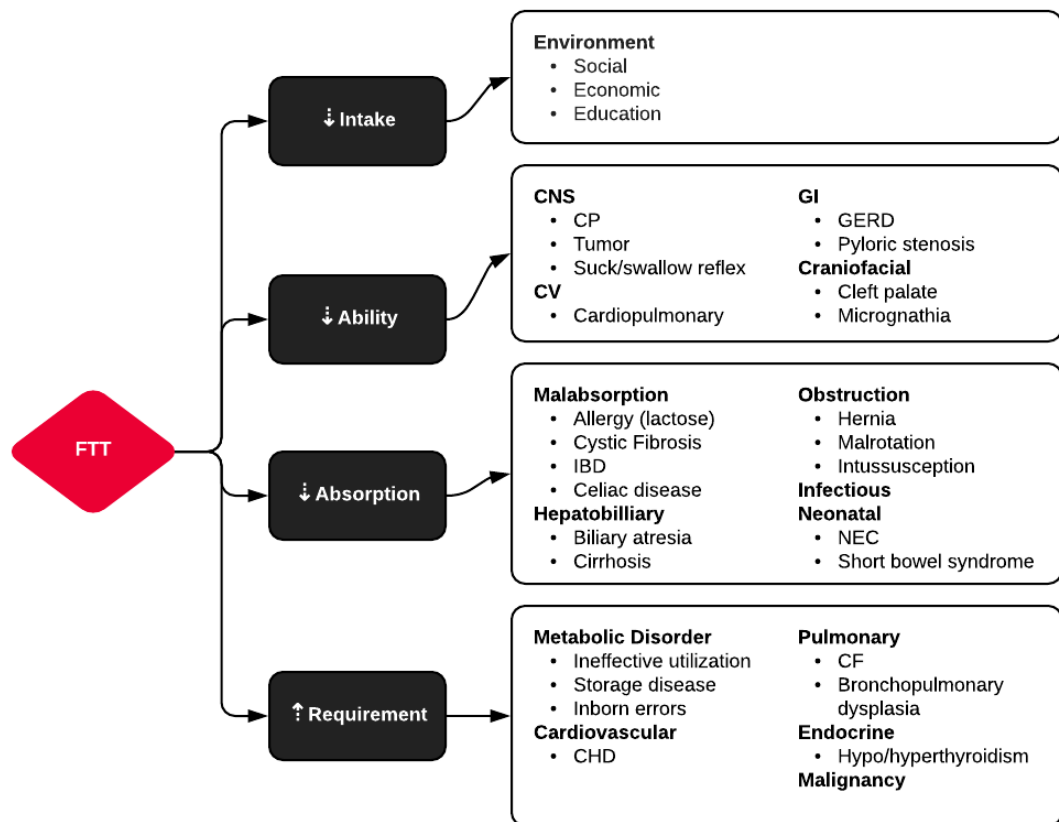 FTT
⇣Intake
Environment
• Social
• Economic
• Education
⇣Ability
CNS
• CP
• Tumor
• Suck/swallow reflex
CV
• Cardiopulmonary
GI
• GERD
• Pyloric stenosis
Craniofacial
• Cleft palate
• Micrognathia
⇣Absorption
Malabsorption
• Allergy (lactose)
• Cystic Fibrosis
• IBD
• Celiac disease
Hepatobilliary
• Biliary atresia
• Cirrhosis
Obstruction
• Hernia
• Malrotation
• Intussusception
Infectious
Neonatal
• NEC
• Short bowel syndrome
⇡Requirement
Metabolic Disorder
• Ineffective utilization
• Storage disease
• Inborn errors
Cardiovascular
• CHD
Pulmonary
• CF
• Bronchopulmonary
dysplasia
Endocrine
• Hypo/hyperthyroidism
Malignancy